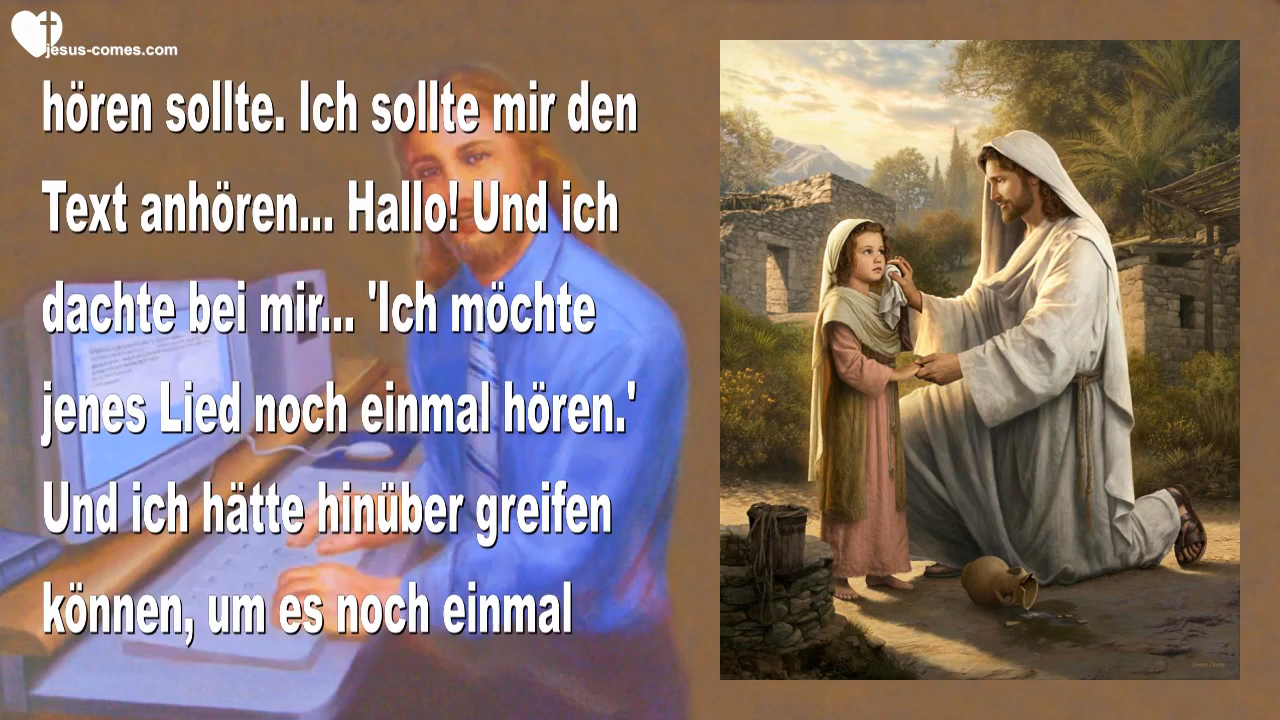 jesus-comes.com
hören sollte. Ich sollte mir den
Text anhören... Hallo! Und ich
dachte bei mir... 'Ich möchte
jenes Lied noch einmal hören.'
Und ich hätte hinüber greifen
können, um es noch einmal